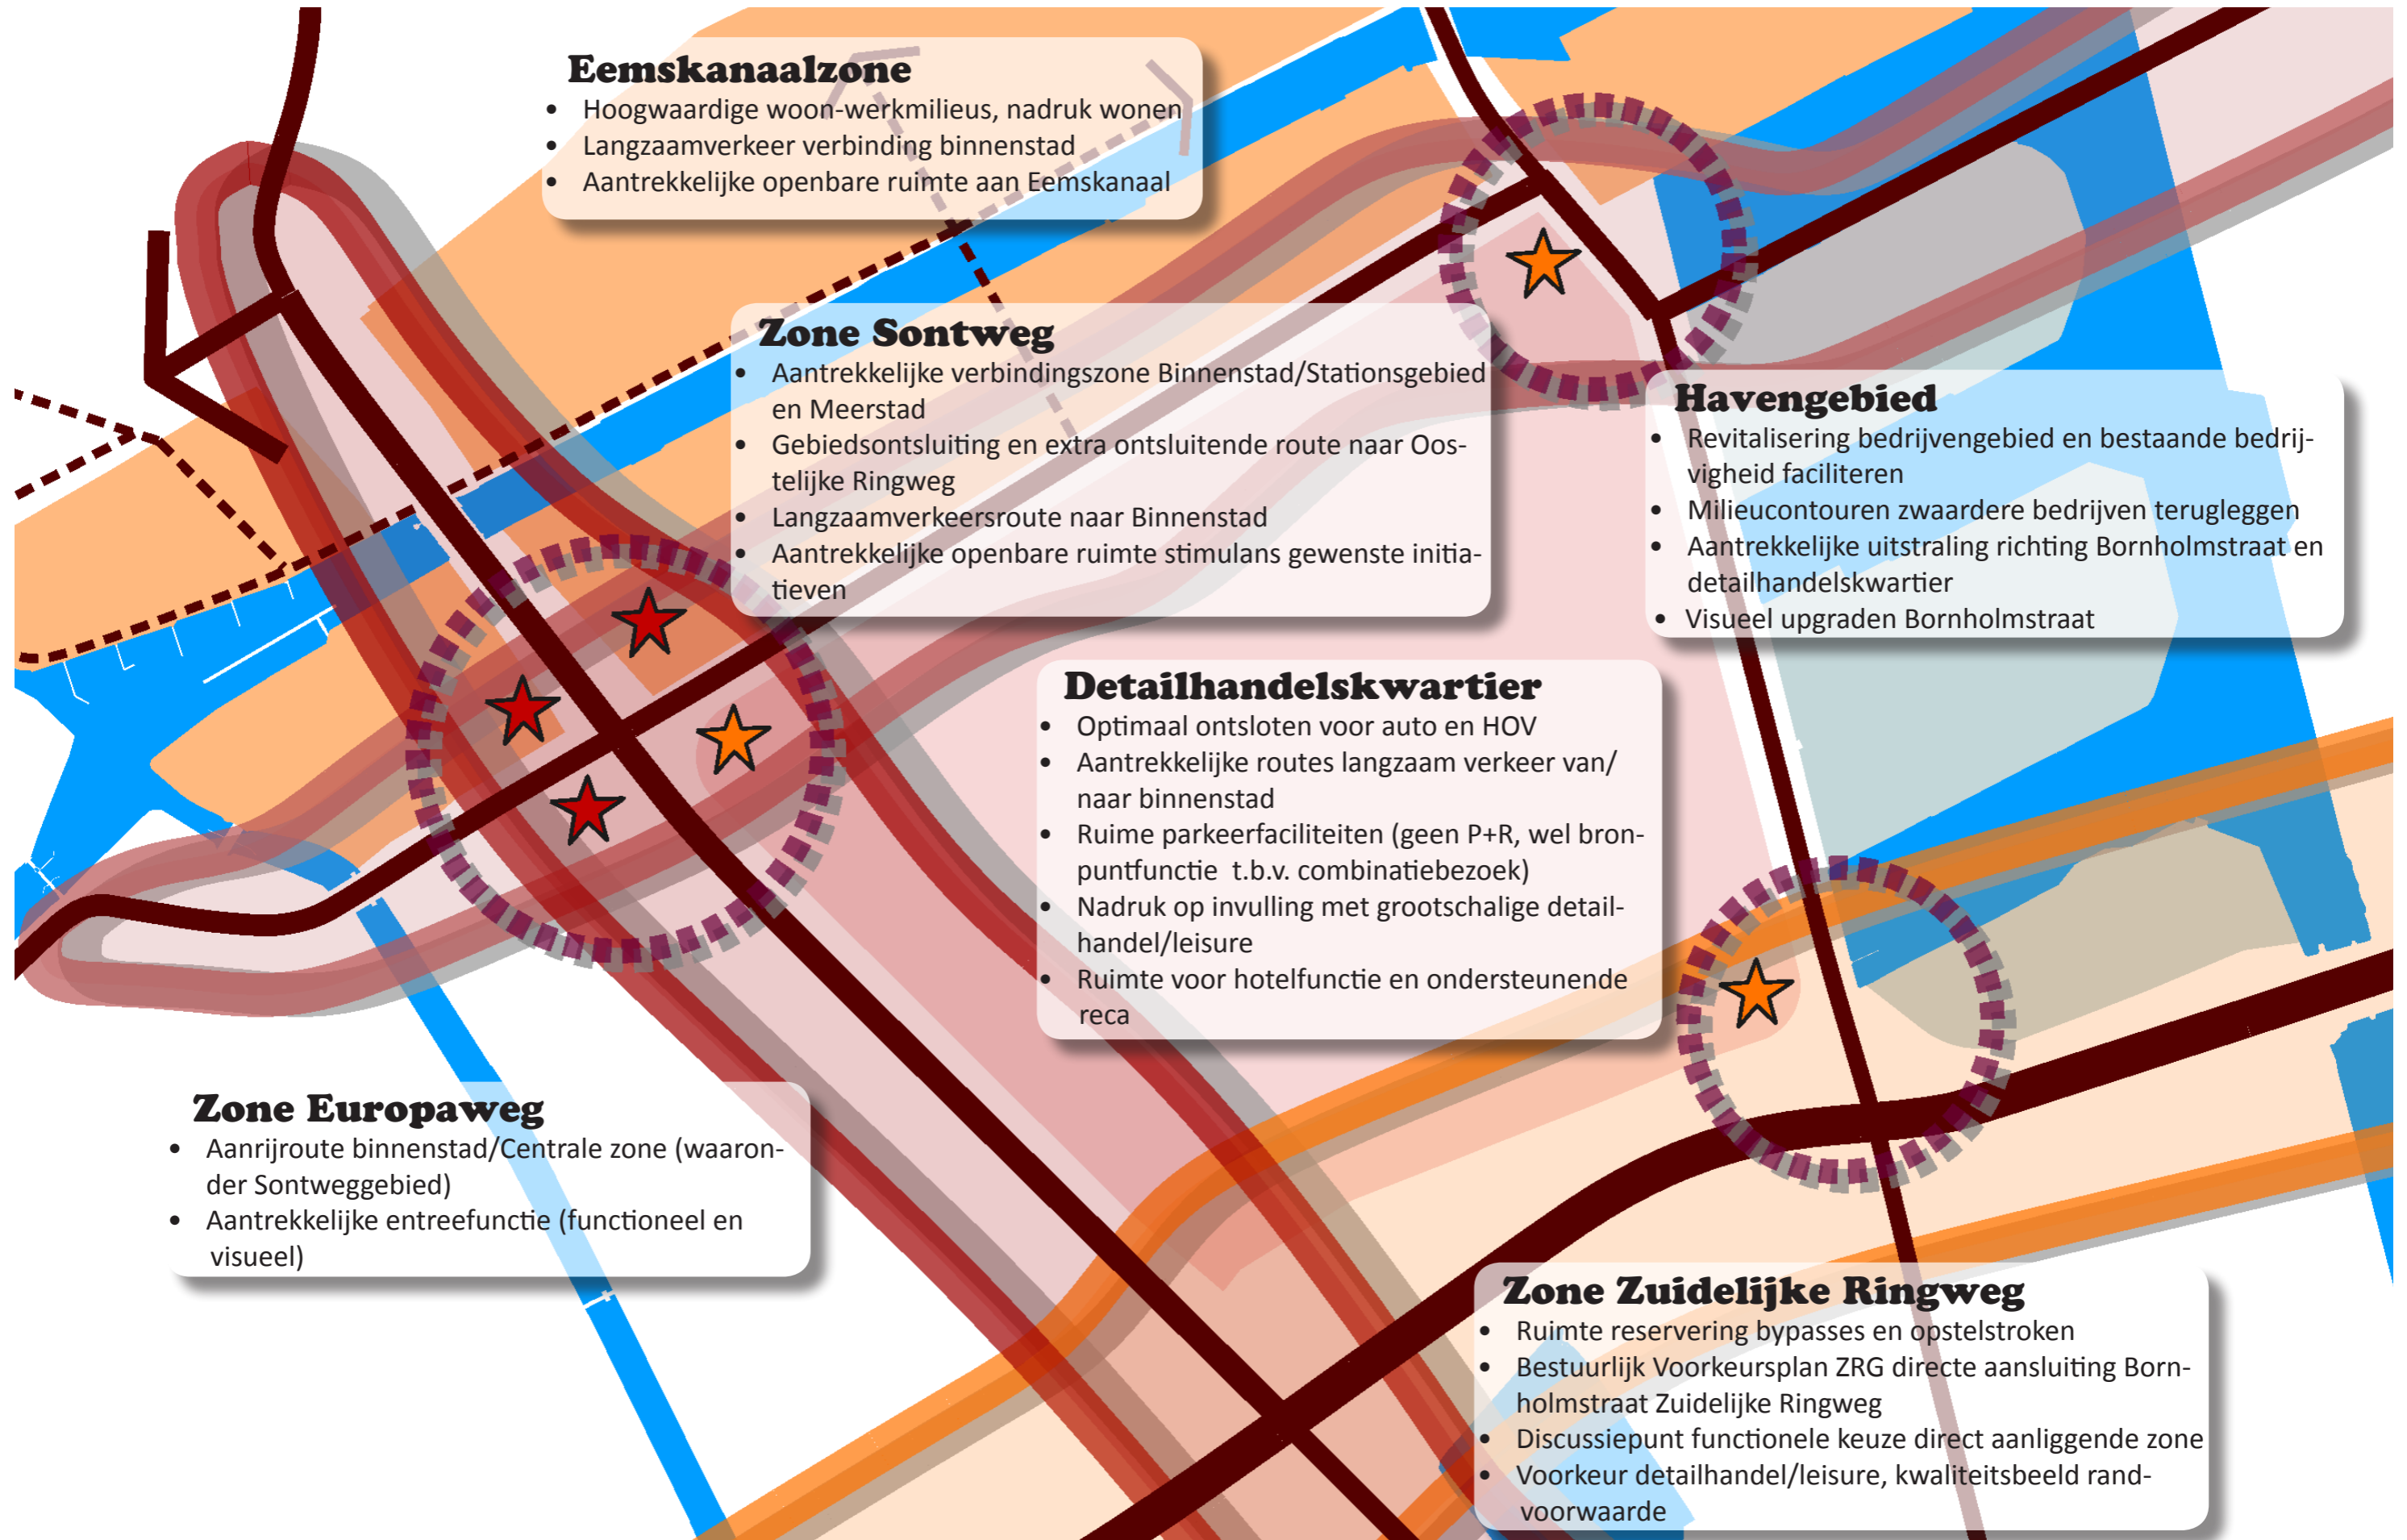 Eemskanaalzone
• Hoogwaardige woon-werkmilieus, nadruk wonen
• Langzaamverkeer verbinding binnenstad
• Aantrekkelijke openbare ruimte aan Eemskanaal
Zone Sontweg
• Aantrekkelijke verbindingszone Binnenstad/Stationsgebied
en Meerstad
• Gebiedsontsluiting en extra ontsluitende route naar Oos-
telijke Ringweg
• Langzaamverkeersroute naar Binnenstad
• Aantrekkelijke openbare ruimte stimulans gewenste initia-
tieven
Havengebied
• Revitalisering bedrijvengebied en bestaande bedrij-
vigheid faciliteren
• Milieucontouren zwaardere bedrijven terugleggen
• Aantrekkelijke uitstraling richting Bornholmstraat en
detailhandelskwartier
• Visueel upgraden Bornholmstraat
Detailhandelskwartier
• Optimaal ontsloten voor auto en HOV
• Aantrekkelijke routes langzaam verkeer van/
naar binnenstad
• Ruime parkeerfaciliteiten (geen P+R, wel bron-
puntfunctie t.b.v. combinatiebezoek)
• Nadruk op invulling met grootschalige detail-
handel/leisure
• Ruimte voor hotelfunctie en ondersteunende
reca
Zone Europaweg
• Aanrijroute binnenstad/Centrale zone (waaron-
der Sontweggebied)
• Aantrekkelijke entreefunctie (functioneel en
visueel)
Zone Zuidelijke Ringweg
• Ruimte reservering bypasses en opstelstroken
• Bestuurlijk Voorkeursplan ZRG directe aansluiting Born-
holmstraat Zuidelijke Ringweg
• Discussiepunt functionele keuze direct aanliggende zone
• Voorkeur detailhandel/leisure, kwaliteitsbeeld rand-
voorwaarde